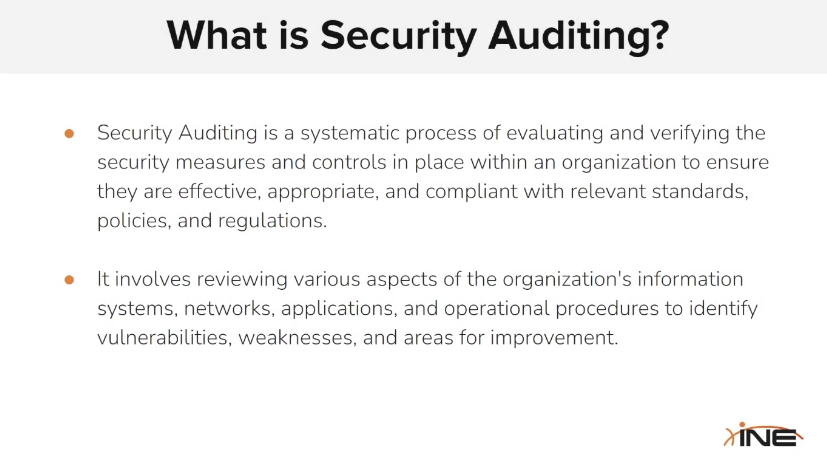 What is Security Auditing?
● Security Auditing is a systematic process of evaluating and verifying the
security measures and controls in place within an organization to ensure
they are effective, appropriate, and compliant with relevant standards,
policies, and regulations.
● It involves reviewing various aspects of the organization's information
systems, networks, applications, and operational procedures to identify
vulnerabilities, weaknesses, and areas for improvement.
INE